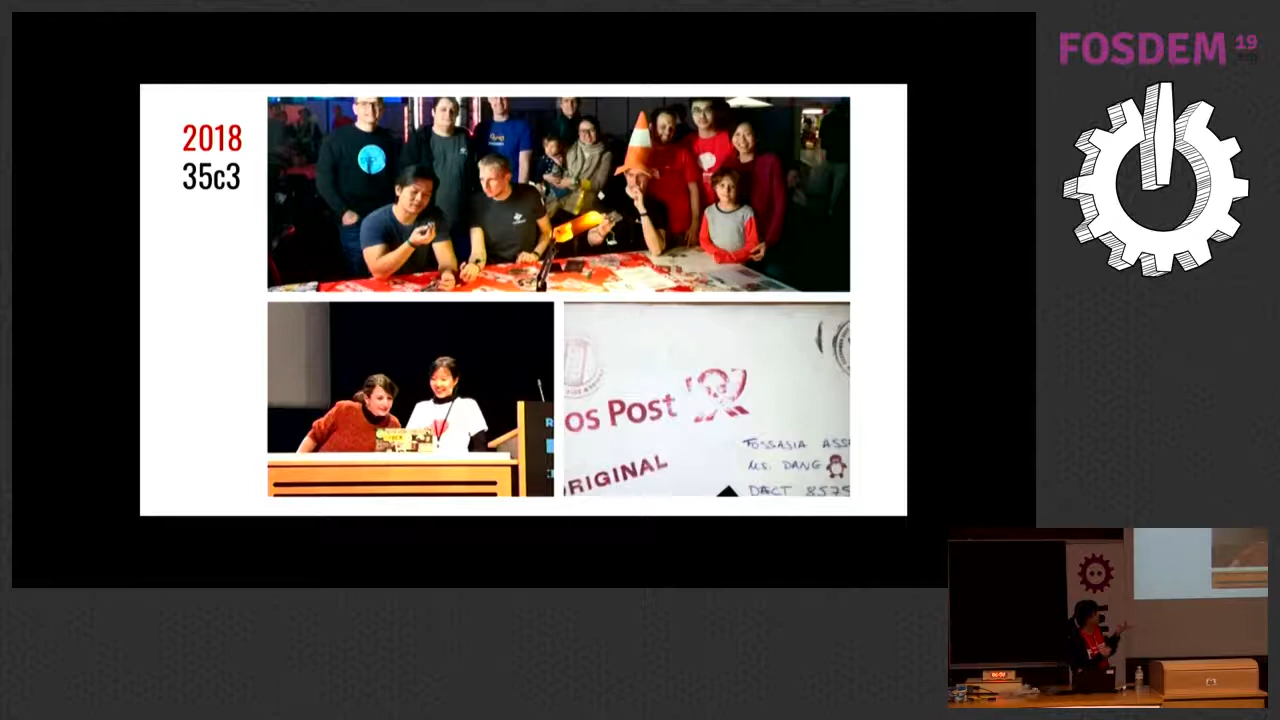 FOSDEM 19
2018
35c3
os Post
RIGINAL
FOSSASIA ASS
MS. DANG
DACT 8575